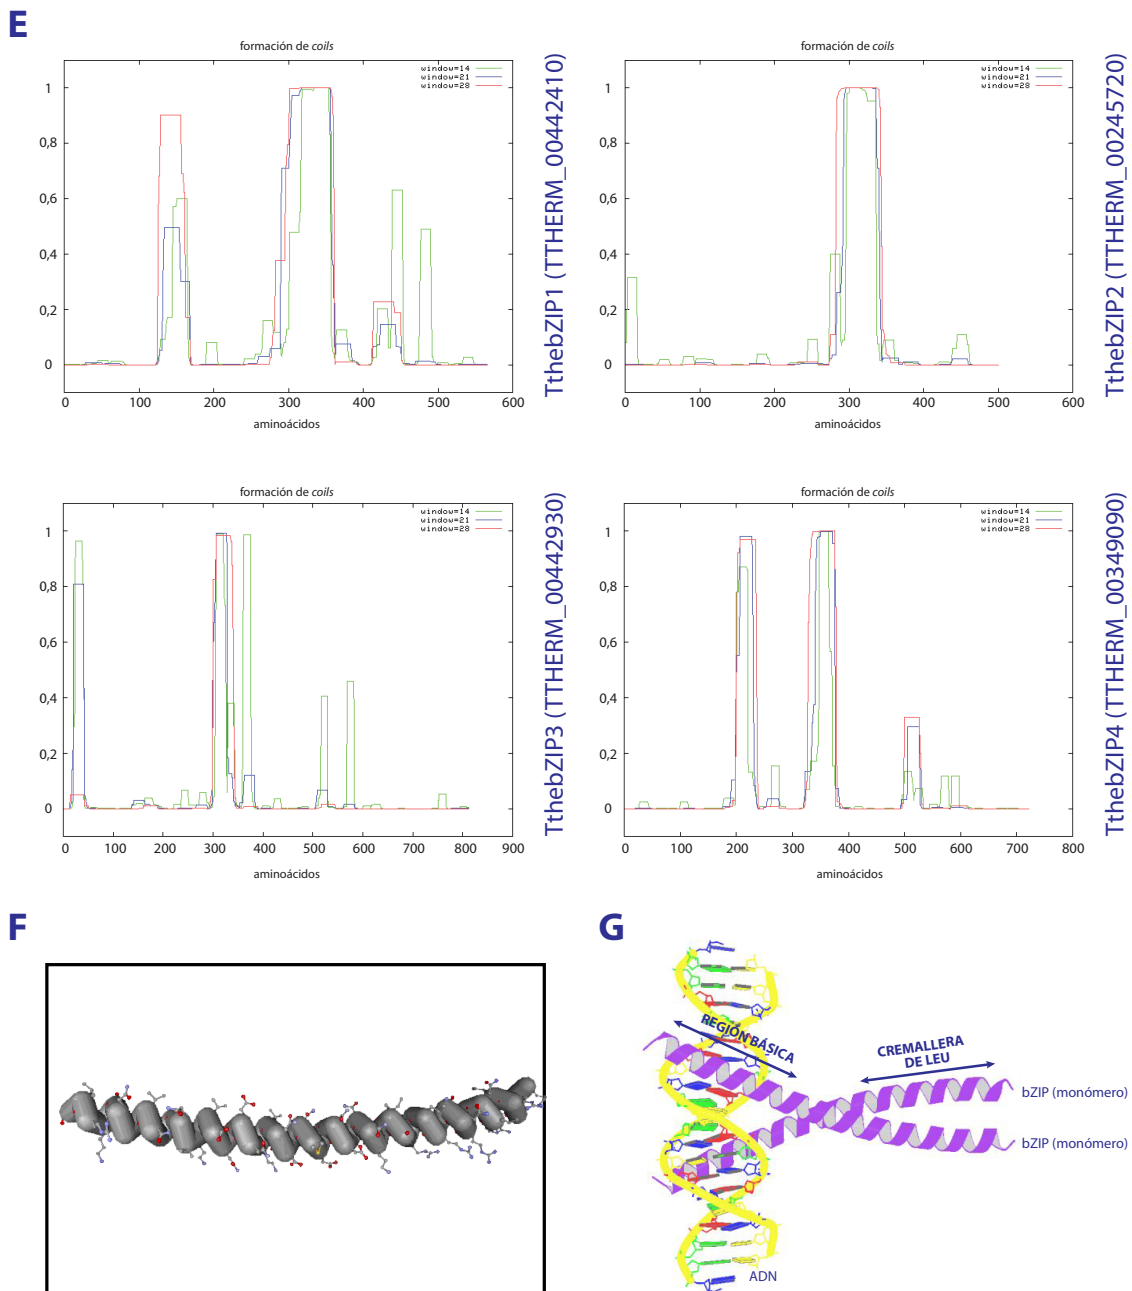 E
formación de coils
window=14
window=21
window=28
1
0,8
0,6
0,4
0,2
0
0 100 200 300 400 500 600
aminoácidos
TthebZIP1 (TTHERM_00442410)
formación de coils
window=14
window=21
window=28
1
0,8
0,6
0,4
0,2
0
0 100 200 300 400 500 600
aminoácidos
TthebZIP2 (TTHERM_00245720)
formación de coils
window=14
window=21
window=28
1
0,8
0,6
0,4
0,2
0
0 100 200 300 400 500 600 700 800 900
aminoácidos
TthebZIP3 (TTHERM_00442930)
formación de coils
window=14
window=21
window=28
1
0,8
0,6
0,4
0,2
0
0 100 200 300 400 500 600 700 800
aminoácidos
TthebZIP4 (TTHERM_00349090)
F
G
REGIÓN BÁSICA
CREMALLERA
DE LEU
bZIP (monómero)
bZIP (monómero)
ADN